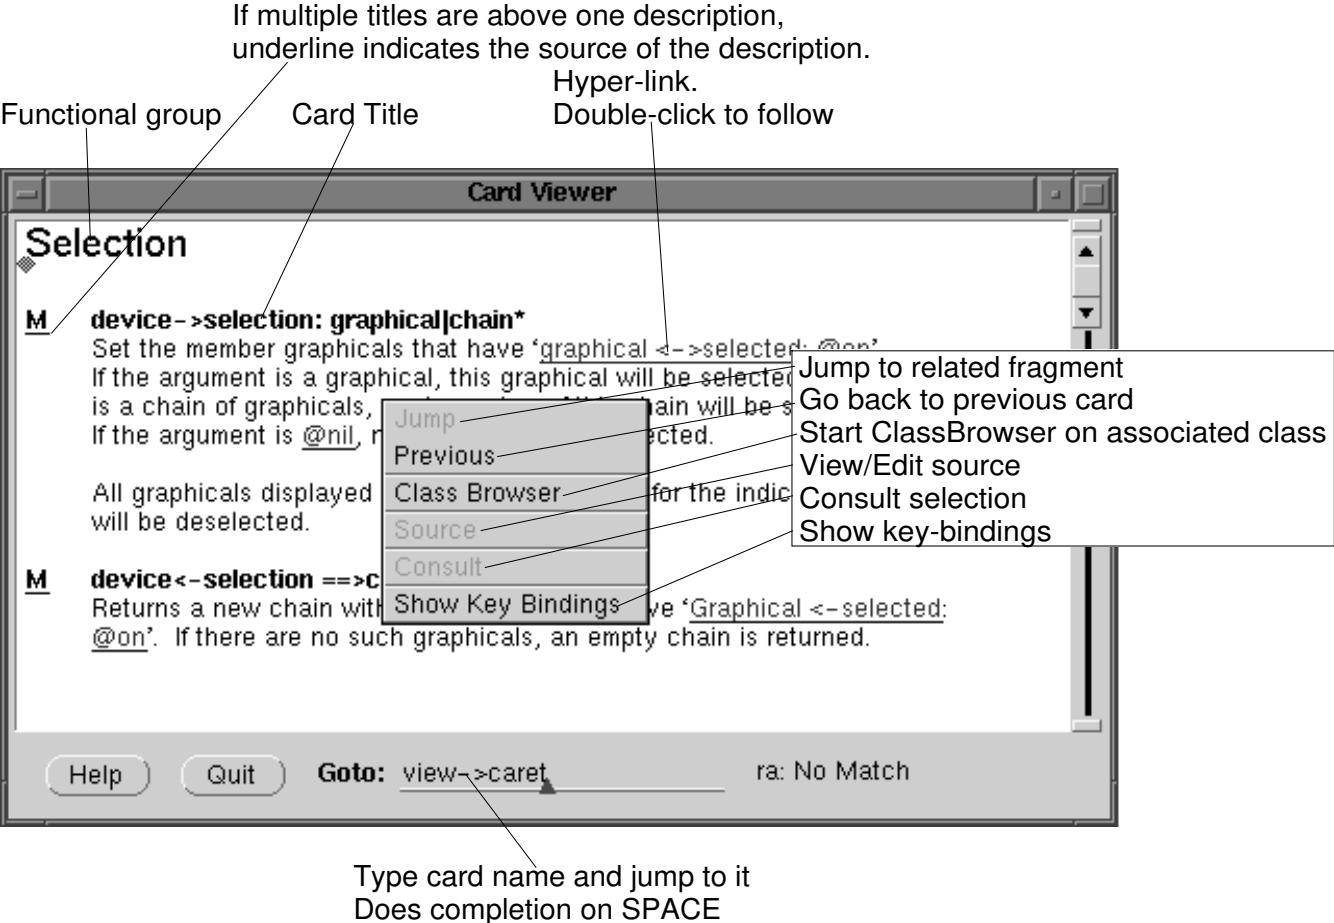 If multiple titles are above one description,
underline indicates the source of the description.
Hyper-link.
Functional group Card Title Double-click to follow
Card Viewer
Selection
M device->selection: graphical|chain*
Set the member graphicals that have ‘graphical <->selected: @on’
If the argument is a graphical, this graphical will be selected
is a chain of graphicals, hain will be s
If the argument is @nil, ected.
All graphicals displayed for the indic
will be deselected.
Jump
Previous
Class Browser
Source
Consult
Show Key Bindings
Jump to related fragment
Go back to previous card
Start ClassBrowser on associated class
View/Edit source
Consult selection
Show key-bindings
M device<-selection ==>c
Returns a new chain with ve ‘Graphical <-selected:
@on’. If there are no such graphicals, an empty chain is returned.
Help Quit Goto: view->caret ra: No Match
Type card name and jump to it
Does completion on SPACE